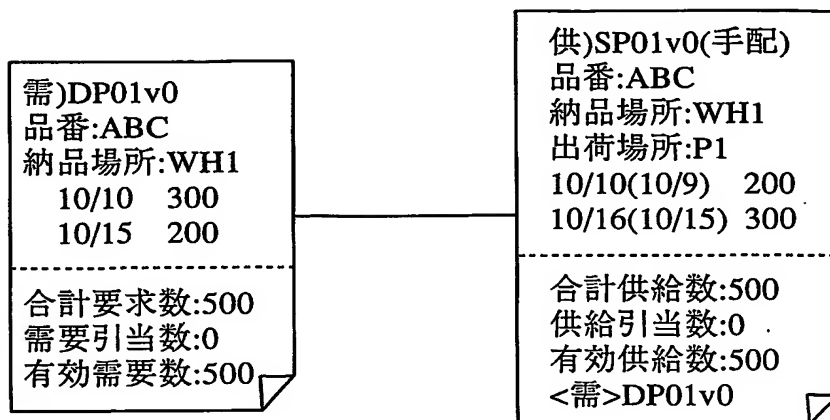 需)DP01v0
品番:ABC
納品場所:WH1
10/10 300
10/15 200
合計要求数:500
需要引当数:0
有効需要数:500
供)SP01v0(手配)
品番:ABC
納品場所:WH1
出荷場所:P1
10/10(10/9) 200
10/16(10/15) 300
合計供給数:500
供給引当数:0
有効供給数:500
<需>DP01v0